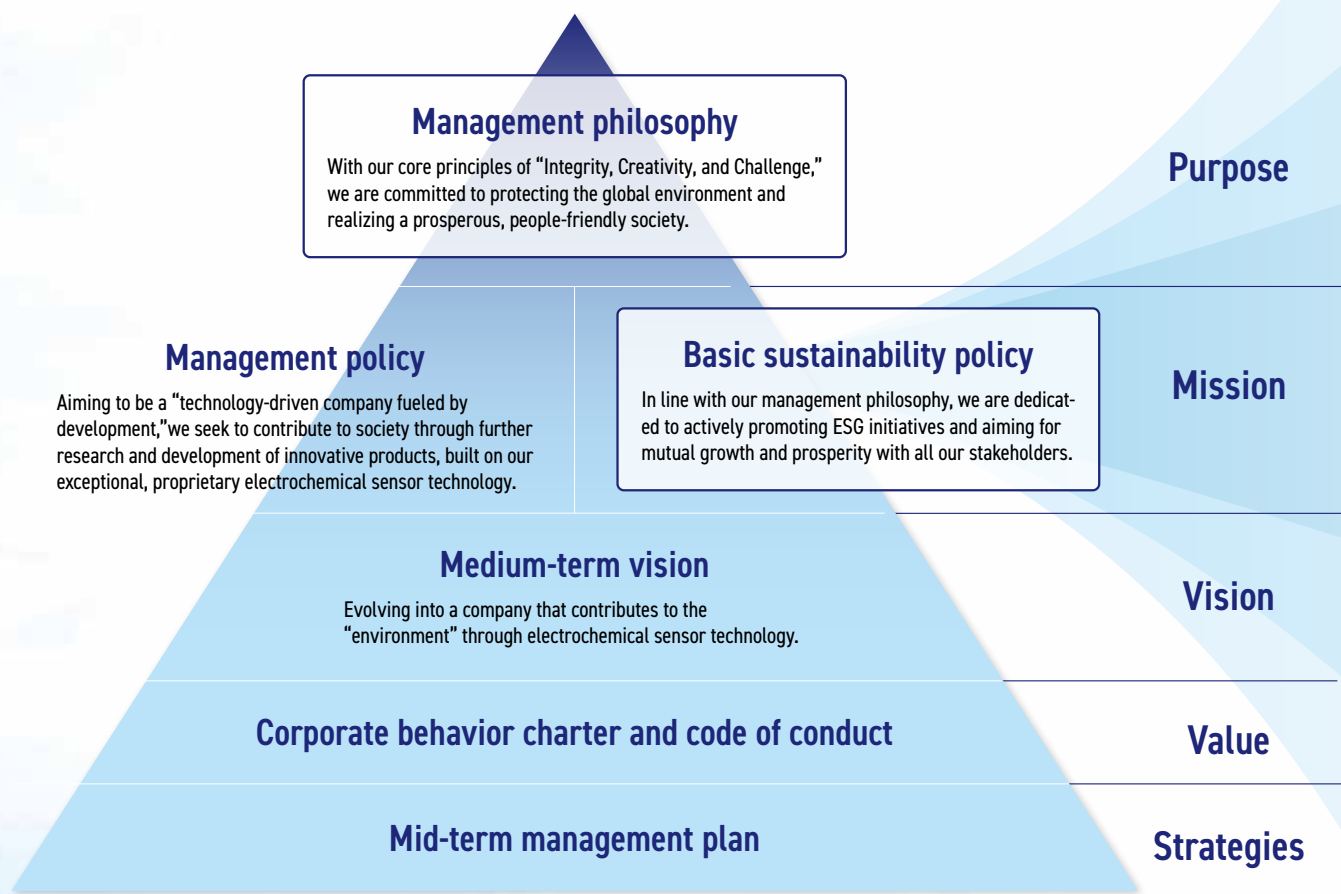 Management philosophy
With our core principles of “Integrity, Creativity, and Challenge,”
we are committed to protecting the global environment and
realizing a prosperous, people-friendly society.
Purpose
Management policy
Aiming to be a “technology-driven company fueled by
development,”we seek to contribute to society through further
research and development of innovative products, built on our
exceptional, proprietary electrochemical sensor technology.
Basic sustainability policy
In line with our management philosophy, we are dedicat-
ed to actively promoting ESG initiatives and aiming for
mutual growth and prosperity with all our stakeholders.
Mission
Medium-term vision
Evolving into a company that contributes to the
“environment” through electrochemical sensor technology.
Vision
Corporate behavior charter and code of conduct
Value
Mid-term management plan
Strategies